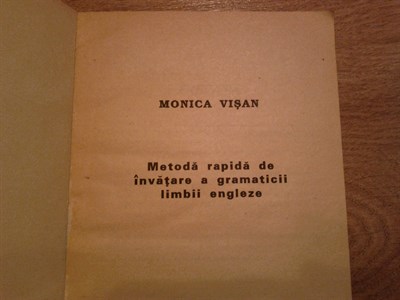 MONICA VIŞAN
Metodă rapidă de
învăţare a gramaticii
limbii engleze